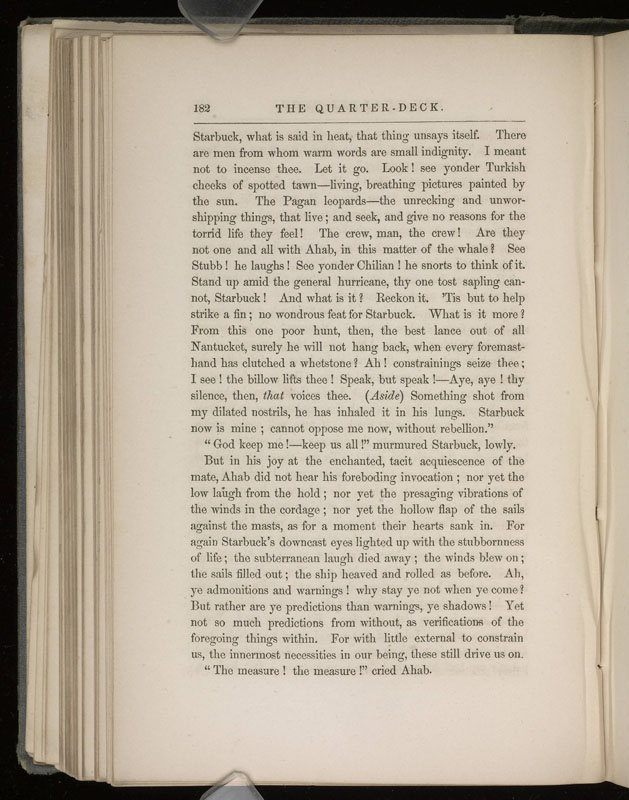 182 THE QUARTER-DECK.
Starbuck, what is said in heat, that thing unsays itself. There
are men from whom warm words are small indignity. I meant
not to incense thee. Let it go. Look! see yonder Turkish
cheeks of spotted tawn—living, breathing pictures painted by
the sun. The Pagan leopards—the unrecking and unwor-
shipping things, that live; and seek, and give no reasons for the
torrid life they feel! The crew, man, the crew! Are they
not one and all with Ahab, in this matter of the whale? See
Stubb! he laughs! See yonder Chilian! he snorts to think of it.
Stand up amid the general hurricane, thy one tost sapling can-
not, Starbuck! And what is it? Reckon it. 'Tis but to help
strike a fin; no wondrous feat for Starbuck. What is it more?
From this one poor hunt, then, the best lance out of all
Nantucket, surely he will not hang back, when every foremast-
hand has clutched a whetstone? Ah! constrainings seize thee;
I see! the billow lifts thee! Speak, but speak!—Aye, aye! thy
silence, then, that voices thee. (Aside) Something shot from
my dilated nostrils, he has inhaled it in his lungs. Starbuck
now is mine; cannot oppose me now, without rebellion."
"God keep me!—keep us all!" murmured Starbuck, lowly.
But in his joy at the enchanted, tacit acquiescence of the
mate, Ahab did not hear his foreboding invocation; nor yet the
low laugh from the hold; nor yet the presaging vibrations of
the winds in the cordage; nor yet the hollow flap of the sails
against the masts, as for a moment their hearts sank in. For
again Starbuck's downcast eyes lighted up with the stubbornness
of life; the subterranean laugh died away; the winds blew on;
the sails filled out; the ship heaved and rolled as before. Ah,
ye admonitions and warnings! why stay ye not when ye come?
But rather are ye predictions than warnings, ye shadows! Yet
not so much predictions from without, as verifications of the
foregoing things within. For with little external to constrain
us, the innermost necessities in our being, these still drive us on.
"The measure! the measure!" cried Ahab.